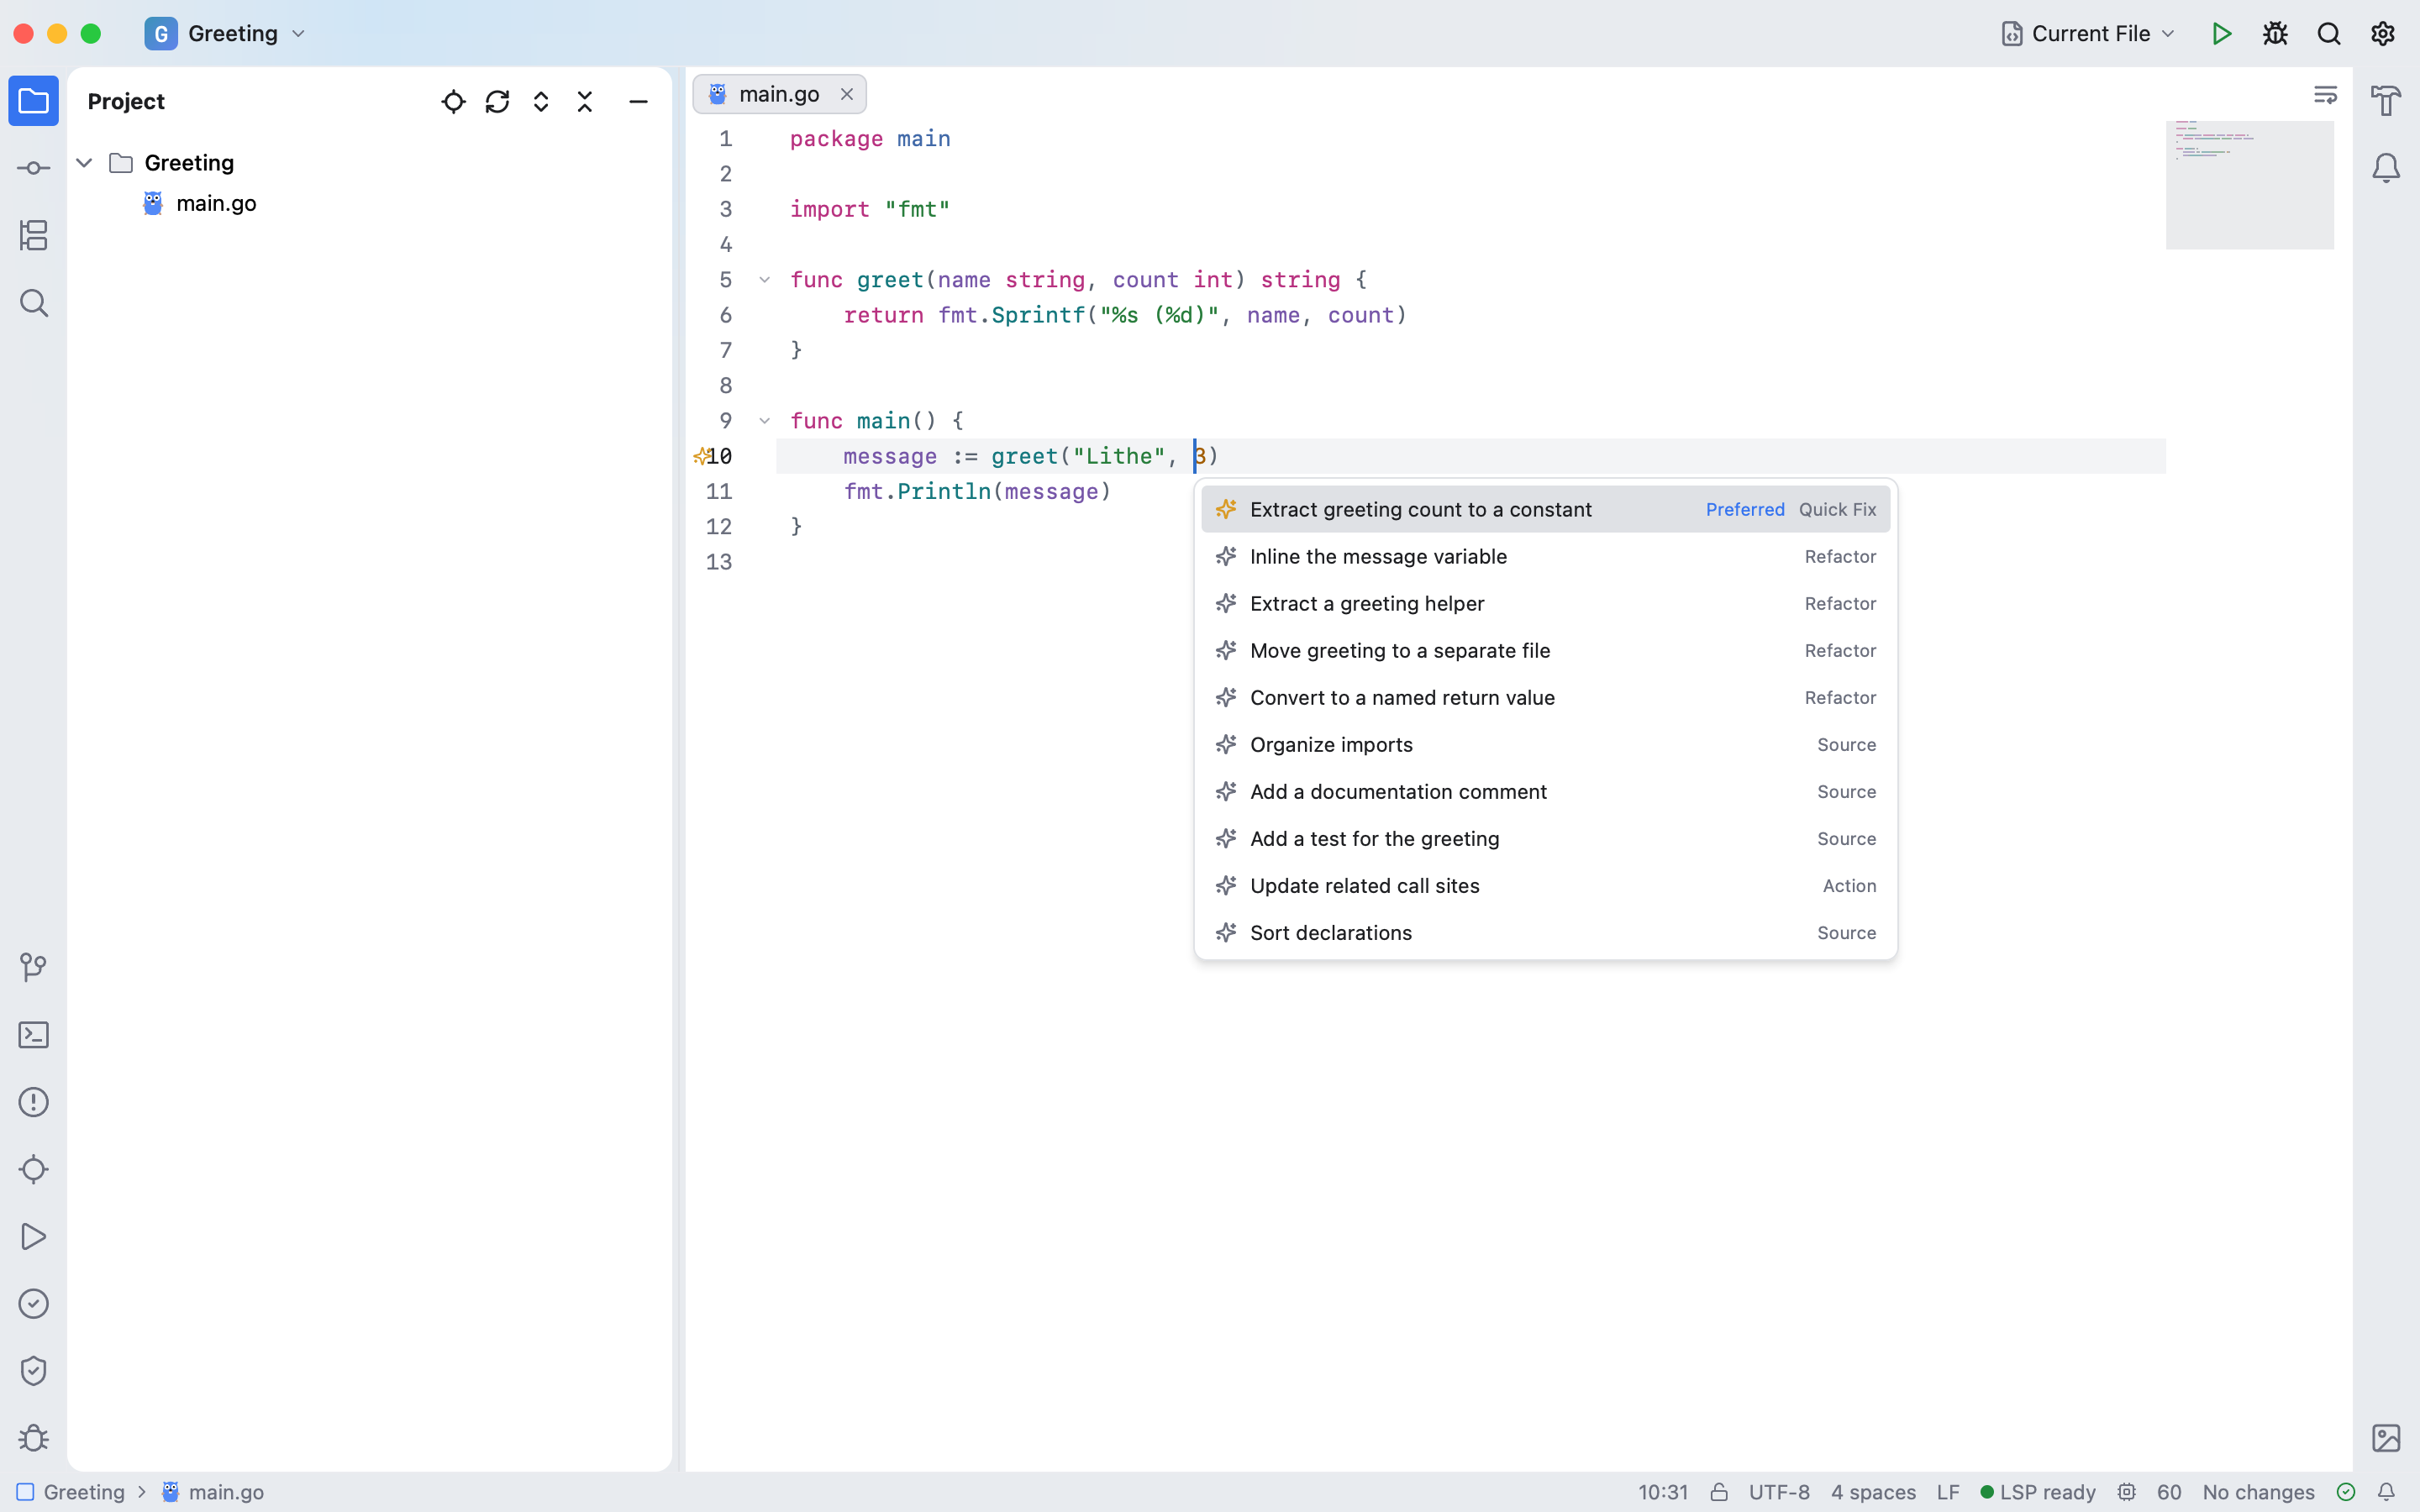 G Greeting
Current File
Project
Greeting
main.go
main.go
1 package main
2
3 import "fmt"
4
5 func greet(name string, count int) string {
6 return fmt.Sprintf("%s (%d)", name, count)
7 }
8
9 func main() {
10 message := greet("Lithe", 3)
11 fmt.Println(message)
12 }
13
Extract greeting count to a constant Preferred Quick Fix
Inline the message variable Refactor
Extract a greeting helper Refactor
Move greeting to a separate file Refactor
Convert to a named return value Refactor
Organize imports Source
Add a documentation comment Source
Add a test for the greeting Source
Update related call sites Action
Sort declarations Source
Greeting > main.go
10:31 UTF-8 4 spaces LF LSP ready 60 No changes